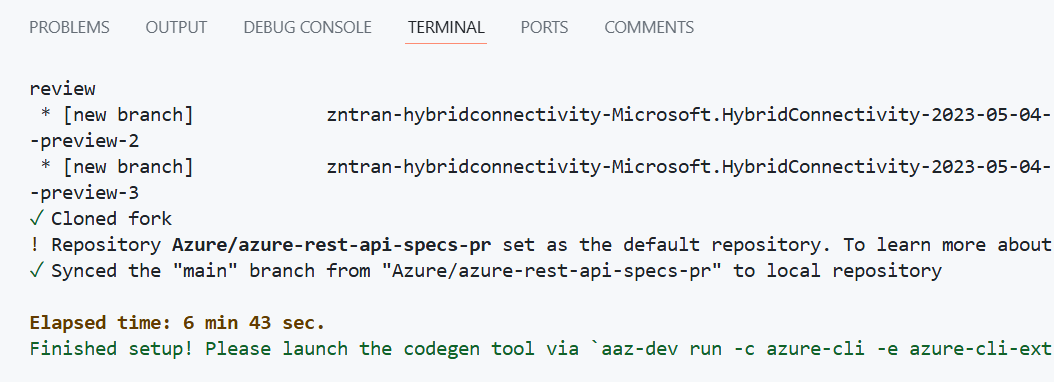 PROBLEMS OUTPUT DEBUG CONSOLE TERMINAL PORTS COMMENTS
review
 * [new branch]            zntran-hybridconnectivity-Microsoft.HybridConnectivity-2023-05-04-
-preview-2
 * [new branch]            zntran-hybridconnectivity-Microsoft.HybridConnectivity-2023-05-04-
-preview-3
✓ Cloned fork
! Repository Azure/azure-rest-api-specs-pr set as the default repository. To learn more about
✓ Synced the "main" branch from "Azure/azure-rest-api-specs-pr" to local repository
Elapsed time: 6 min 43 sec.
Finished setup! Please launch the codegen tool via `aaz-dev run -c azure-cli -e azure-cli-ext